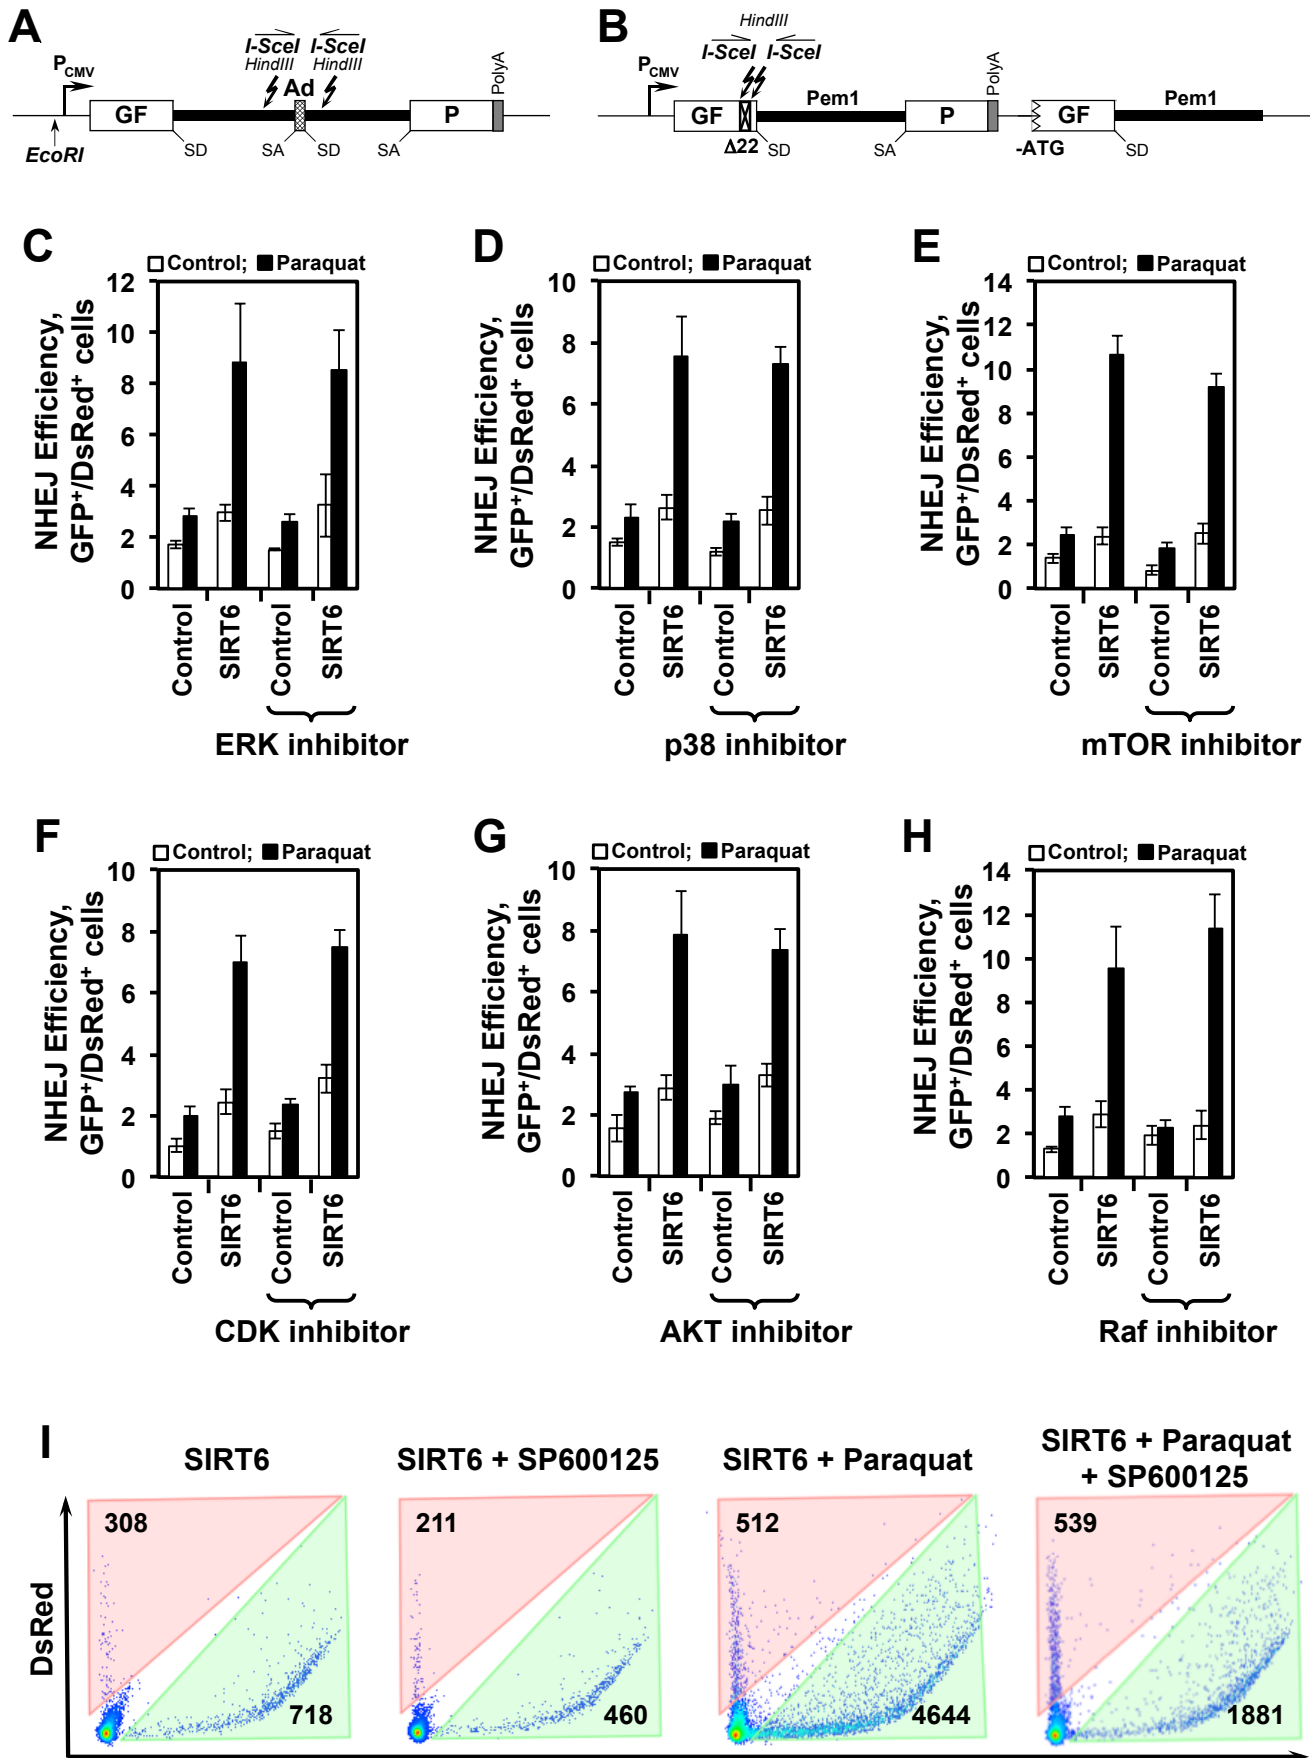 A
I-SceI I-SceI
HindIII HindIII
PCMV
Ad
PolyA
GF
P
EcoRI
SD
SA
SD
SA
B
HindIII
I-SceI I-SceI
PCMV
Pem1
PolyA
Pem1
GF
P
GF
Δ22
SD
SA
-ATG
SD
C
Control; Paraquat
NHEJ Efficiency,
GFP+/DsRed+ cells
12
10
8
6
4
2
0
Control
SIRT6
Control
SIRT6
ERK inhibitor
D
Control; Paraquat
NHEJ Efficiency,
GFP+/DsRed+ cells
10
8
6
4
2
0
Control
SIRT6
Control
SIRT6
p38 inhibitor
E
Control; Paraquat
NHEJ Efficiency,
GFP+/DsRed+ cells
14
12
10
8
6
4
2
0
Control
SIRT6
Control
SIRT6
mTOR inhibitor
F
Control; Paraquat
NHEJ Efficiency,
GFP+/DsRed+ cells
10
8
6
4
2
0
Control
SIRT6
Control
SIRT6
CDK inhibitor
G
Control; Paraquat
NHEJ Efficiency,
GFP+/DsRed+ cells
10
8
6
4
2
0
Control
SIRT6
Control
SIRT6
AKT inhibitor
H
Control; Paraquat
NHEJ Efficiency,
GFP+/DsRed+ cells
14
12
10
8
6
4
2
0
Control
SIRT6
Control
SIRT6
Raf inhibitor
I
DsRed
SIRT6
308
718
SIRT6 + SP600125
211
460
SIRT6 + Paraquat
512
4644
SIRT6 + Paraquat
+ SP600125
539
1881